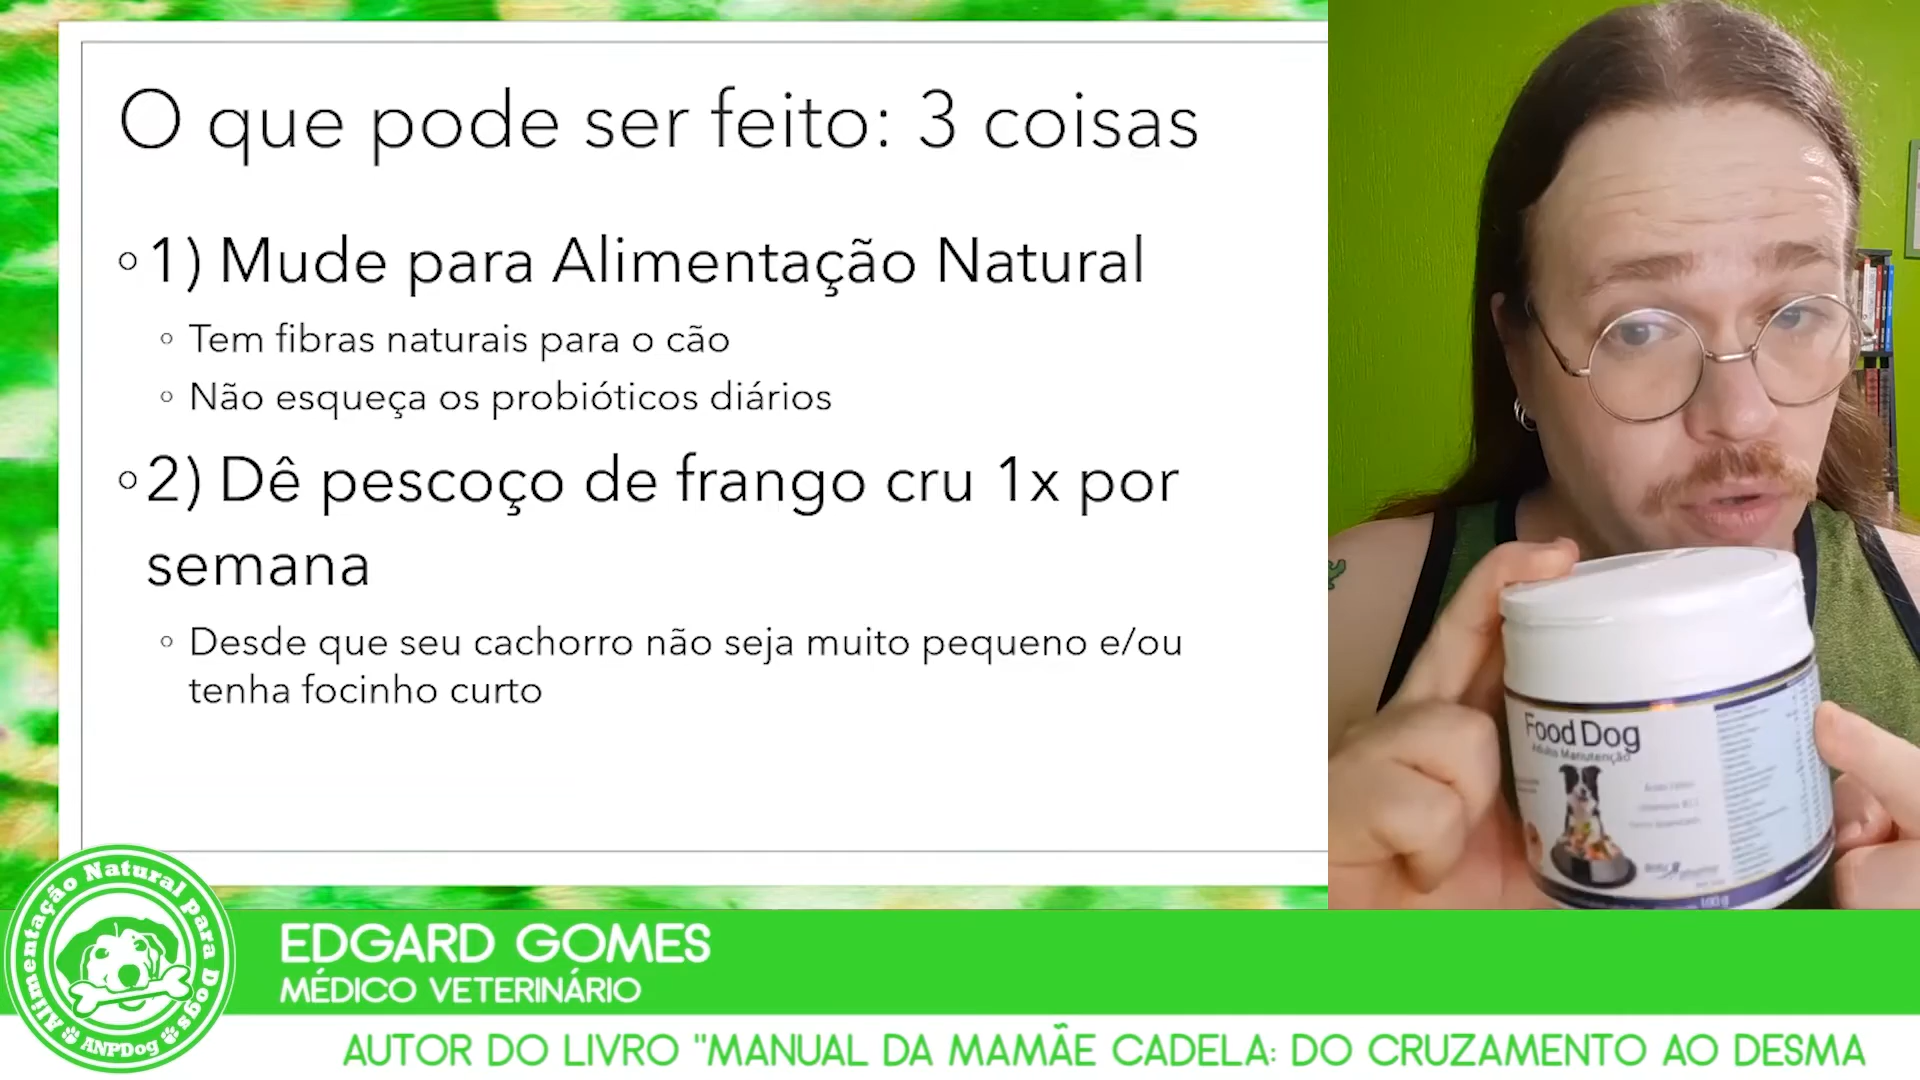 O que pode ser feito: 3 coisas
1) Mude para Alimentação Natural
Tem fibras naturais para o cão
Não esqueça os probióticos diários
2) Dê pescoço de frango cru 1x por
semana
Desde que seu cachorro não seja muito pequeno e/ou
tenha focinho curto
Food Dog
Adulto Manutenção
Alimentação Natural para Dogs
ANPDog
EDGARD GOMES
MÉDICO VETERINÁRIO
AUTOR DO LIVRO "MANUAL DA MAMÃE CADELA: DO CRUZAMENTO AO DESMA